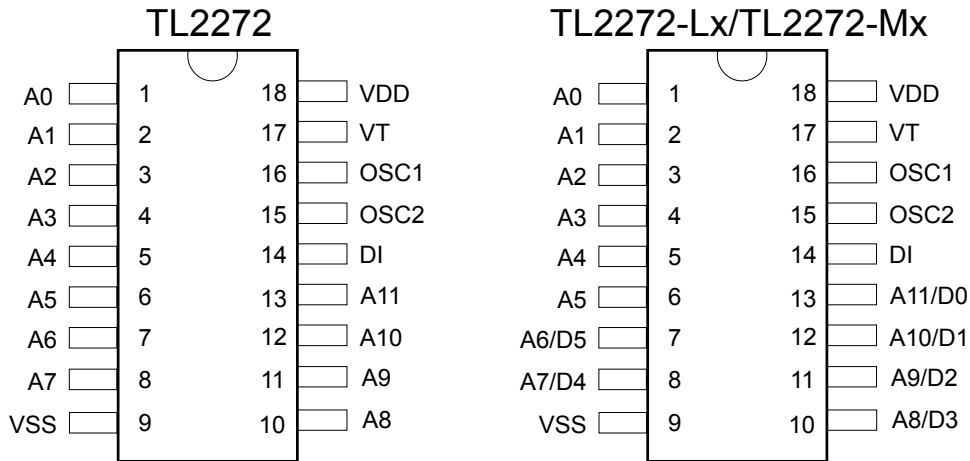 TL2272
A0 1 18 VDD
A1 2 17 VT
A2 3 16 OSC1
A3 4 15 OSC2
A4 5 14 DI
A5 6 13 A11
A6 7 12 A10
A7 8 11 A9
VSS 9 10 A8
TL2272-Lx/TL2272-Mx
A0 1 18 VDD
A1 2 17 VT
A2 3 16 OSC1
A3 4 15 OSC2
A4 5 14 DI
A5 6 13 A11/D0
A6/D5 7 12 A10/D1
A7/D4 8 11 A9/D2
VSS 9 10 A8/D3